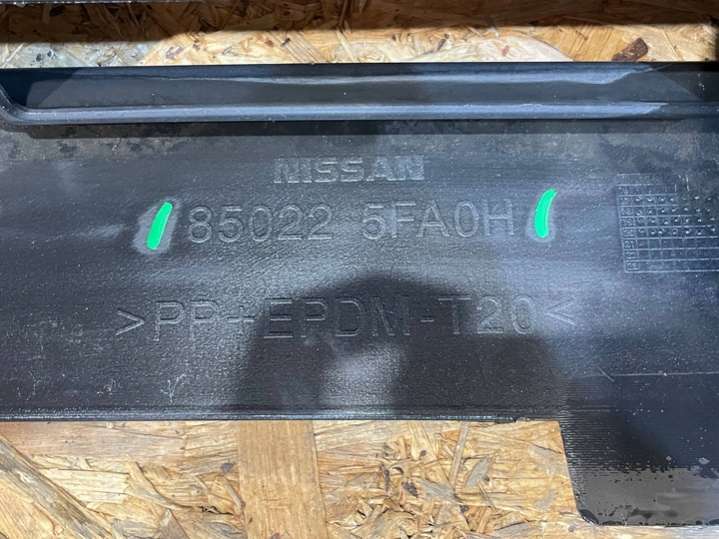 NISSAN
85022 5FA0H
>PP+EPDM-T20<